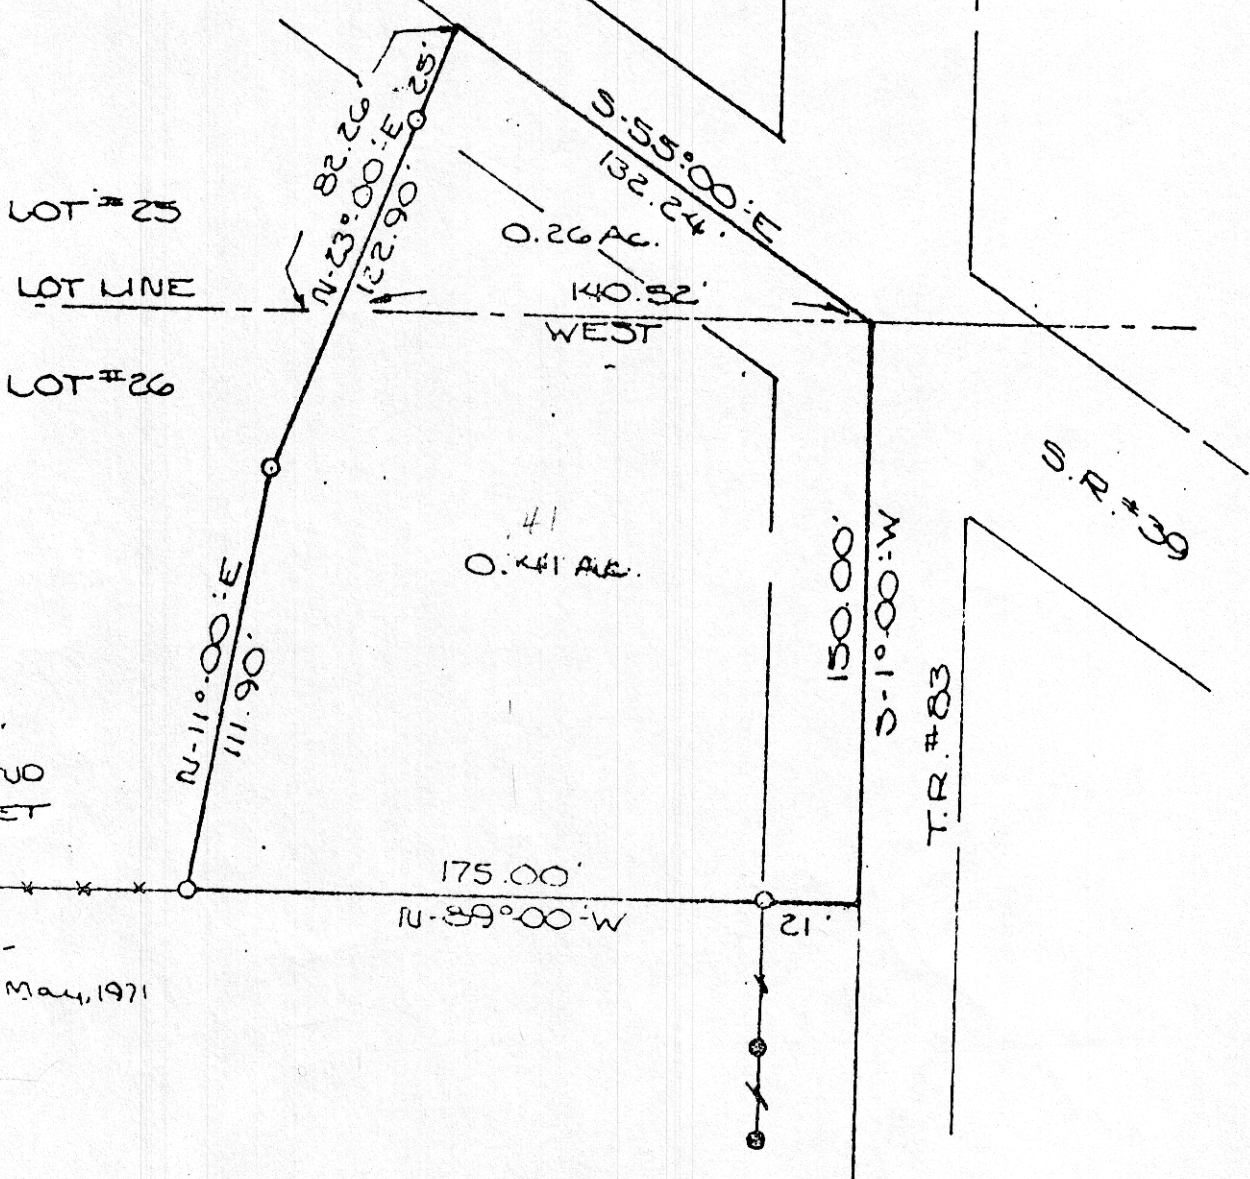 82.26
25'
N-23°-00'-E
122.90'
S-55°-00'-E
132.24'
LOT #25
0.26 AC.
LOT LINE
140.52'
WEST
LOT #26
S.R. #39
.41
0.41 AC.
150.00'
S-1°-00'-W
N-11°-00'-E
111.90'
T.R. #83
175.00'
N-89°-00'-W
21'
May, 1971